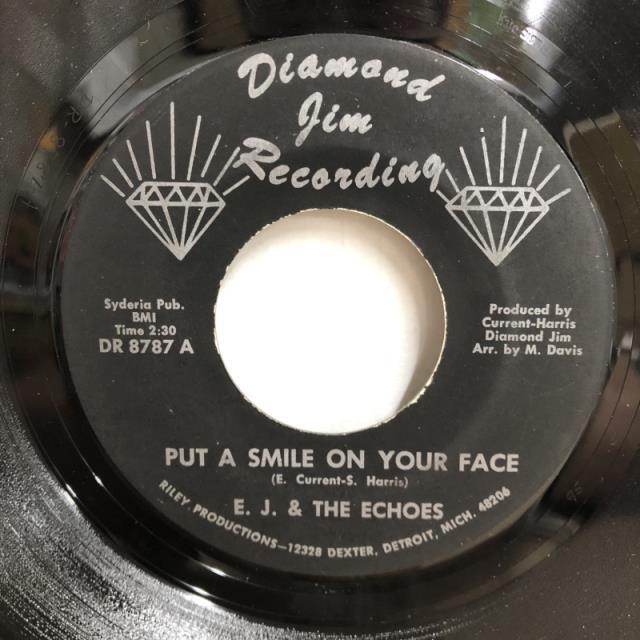 Diamond
Jim
Recording
Syderia Pub.
BMI
Time 2:30
DR 8787 A
Produced by
Current-Harris
Diamond Jim
Arr. by M. Davis
PUT A SMILE ON YOUR FACE
(E. Current-S. Harris)
E. J. & THE ECHOES
RILEY PRODUCTIONS—12328 DEXTER, DETROIT, MICH. 48206